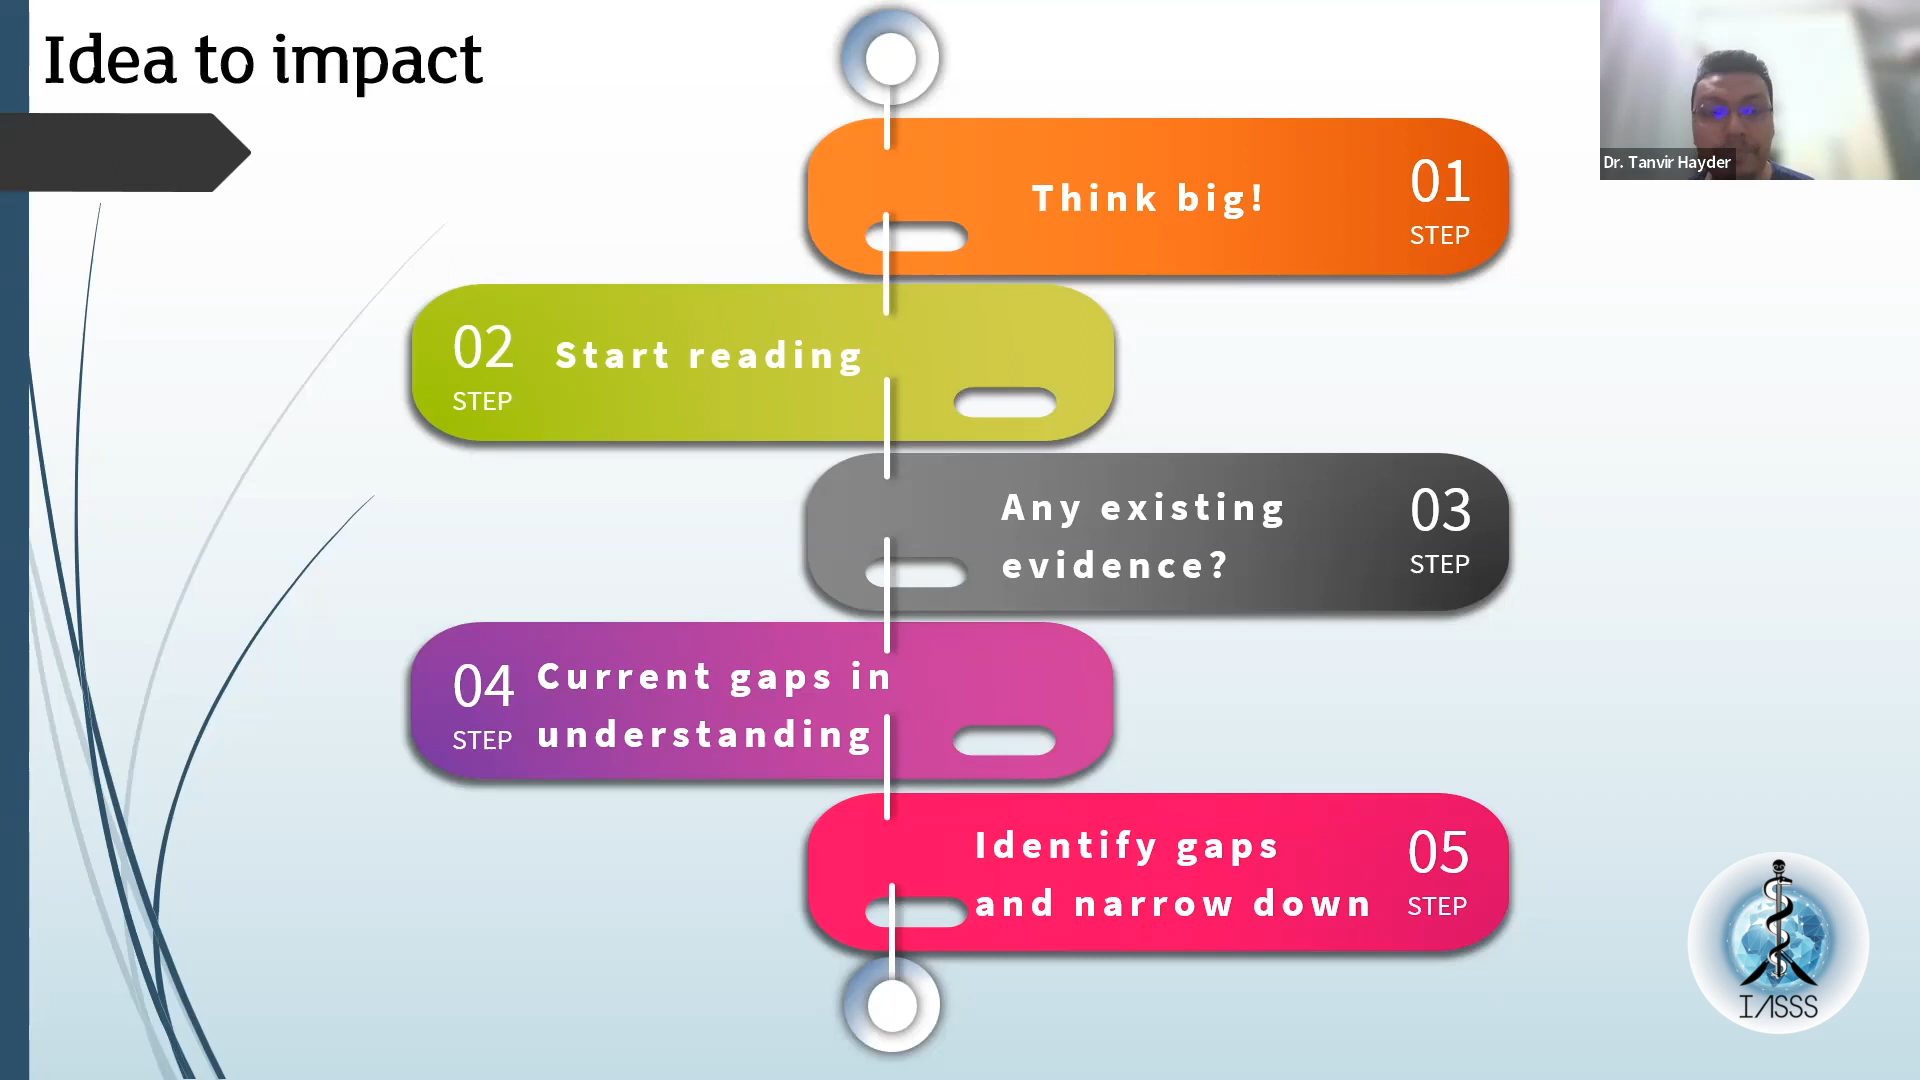 Idea to impact
Think big!
01
STEP
02
STEP
Start reading
Any existing
evidence?
03
STEP
04
STEP
Current gaps in
understanding
Identify gaps
and narrow down
05
STEP
Dr. Tanvir Hayder
IASSS